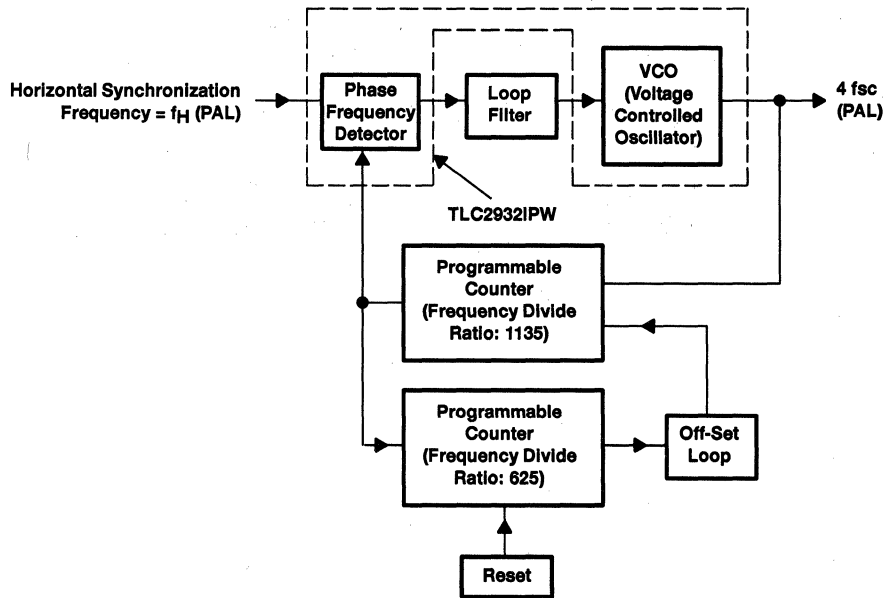 Horizontal Synchronization
Frequency = fH (PAL)
Phase
Frequency
Detector
Loop
Filter
VCO
(Voltage
Controlled
Oscillator)
4 fsc
(PAL)
TLC2932IPW
Programmable
Counter
(Frequency Divide
Ratio: 1135)
Programmable
Counter
(Frequency Divide
Ratio: 625)
Off-Set
Loop
Reset